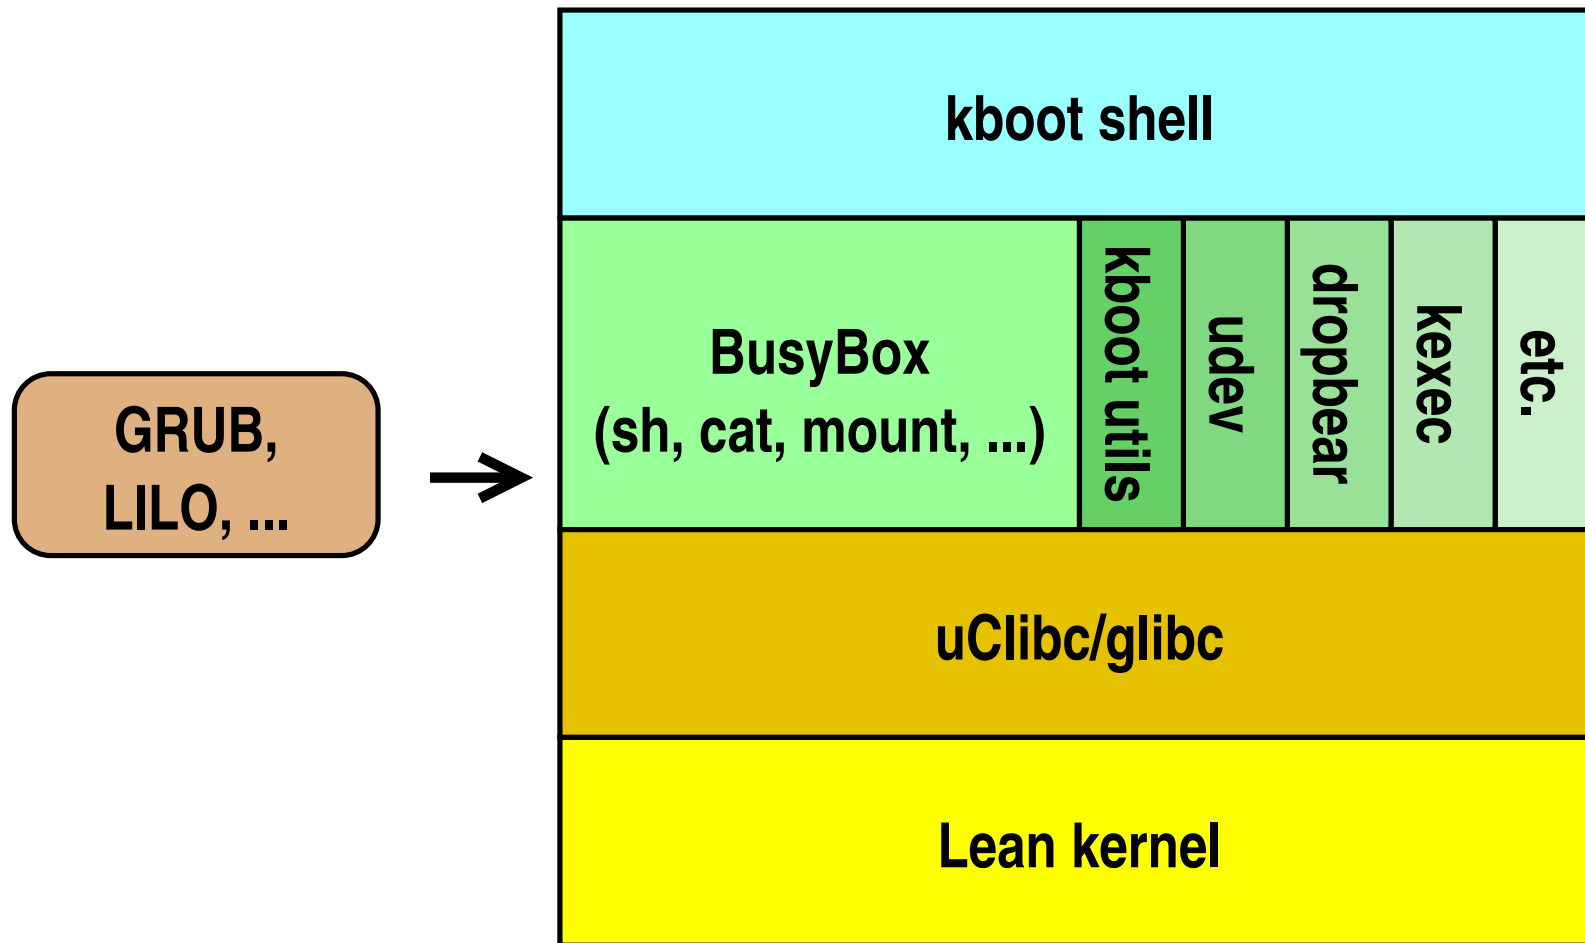 kboot shell
GRUB,
LILO, ...
BusyBox
(sh, cat, mount, ...)
kboot utils
udev
dropbear
kexec
etc.
uClibc/glibc
Lean kernel